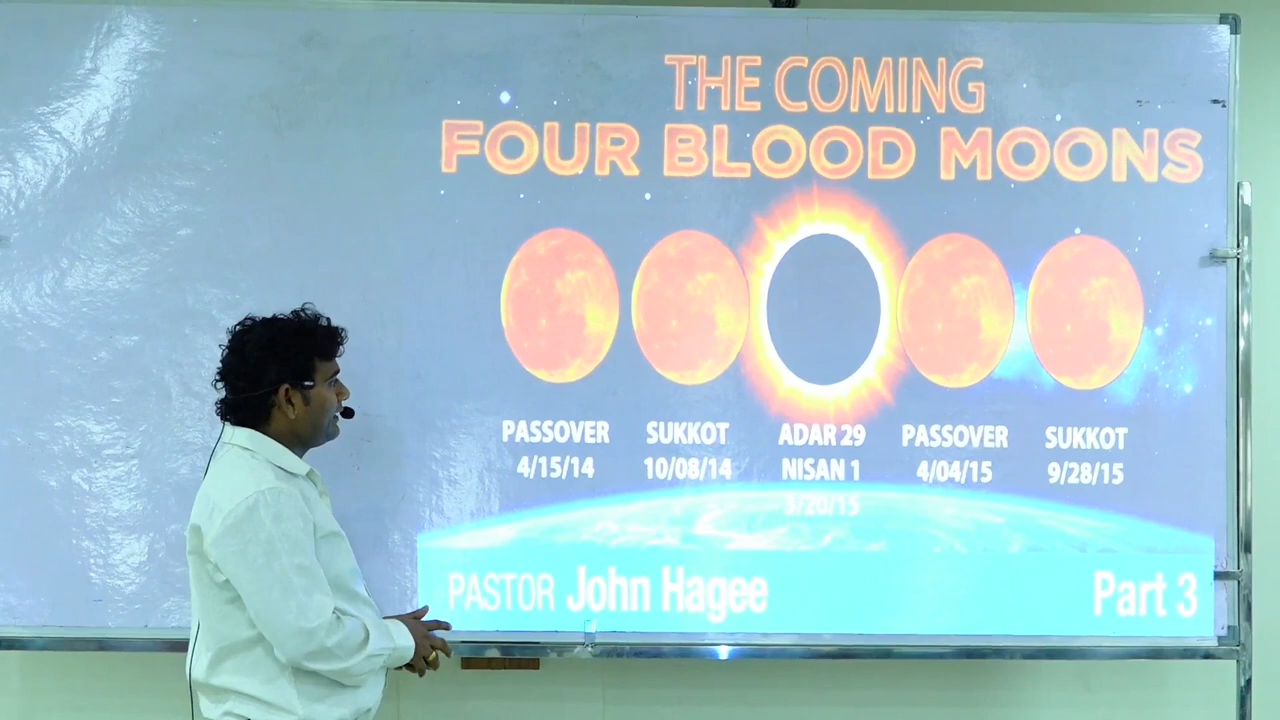 THE COMING
FOUR BLOOD MOONS
PASSOVER
4/15/14
SUKKOT
10/08/14
ADAR 29
NISAN 1
3/20/15
PASSOVER
4/04/15
SUKKOT
9/28/15
PASTOR John Hagee
Part 3